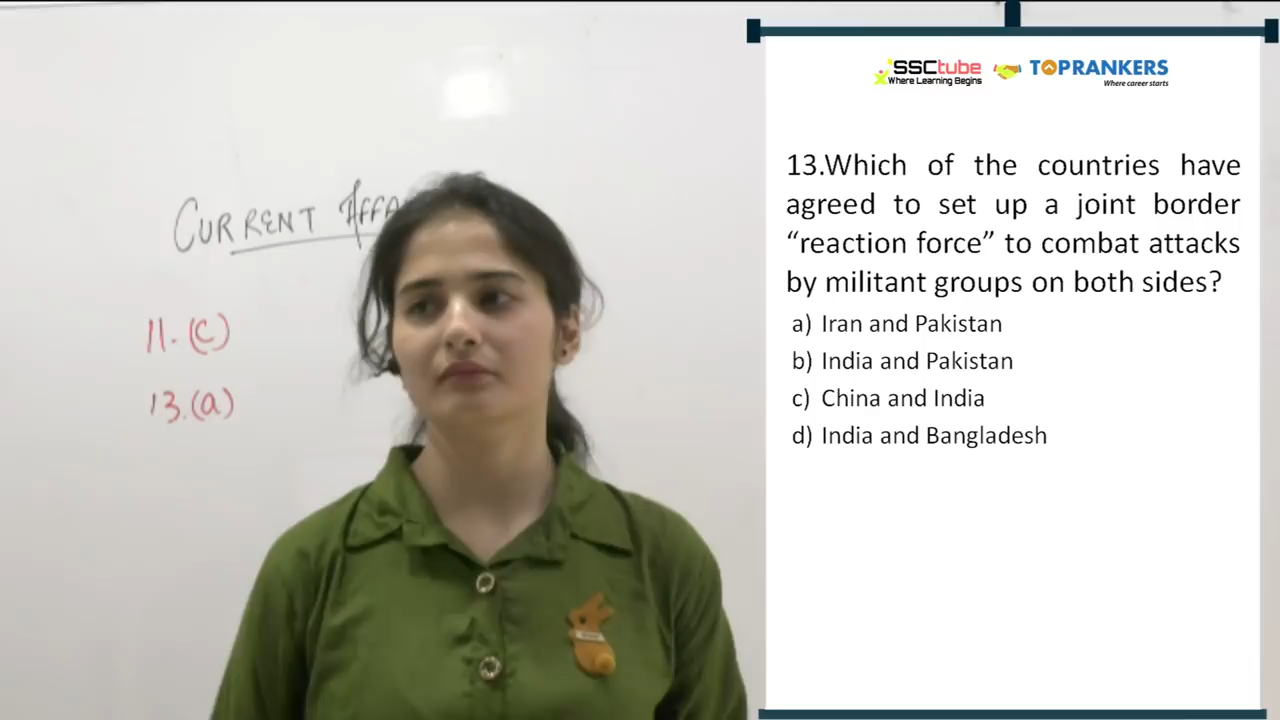 CURRENT AFFA
11. (c)
13. (a)
SSCtube
Where Learning Begins
TOPRANKERS
Where career starts
13.Which of the countries have
agreed to set up a joint border
“reaction force” to combat attacks
by militant groups on both sides?
a) Iran and Pakistan
b) India and Pakistan
c) China and India
d) India and Bangladesh